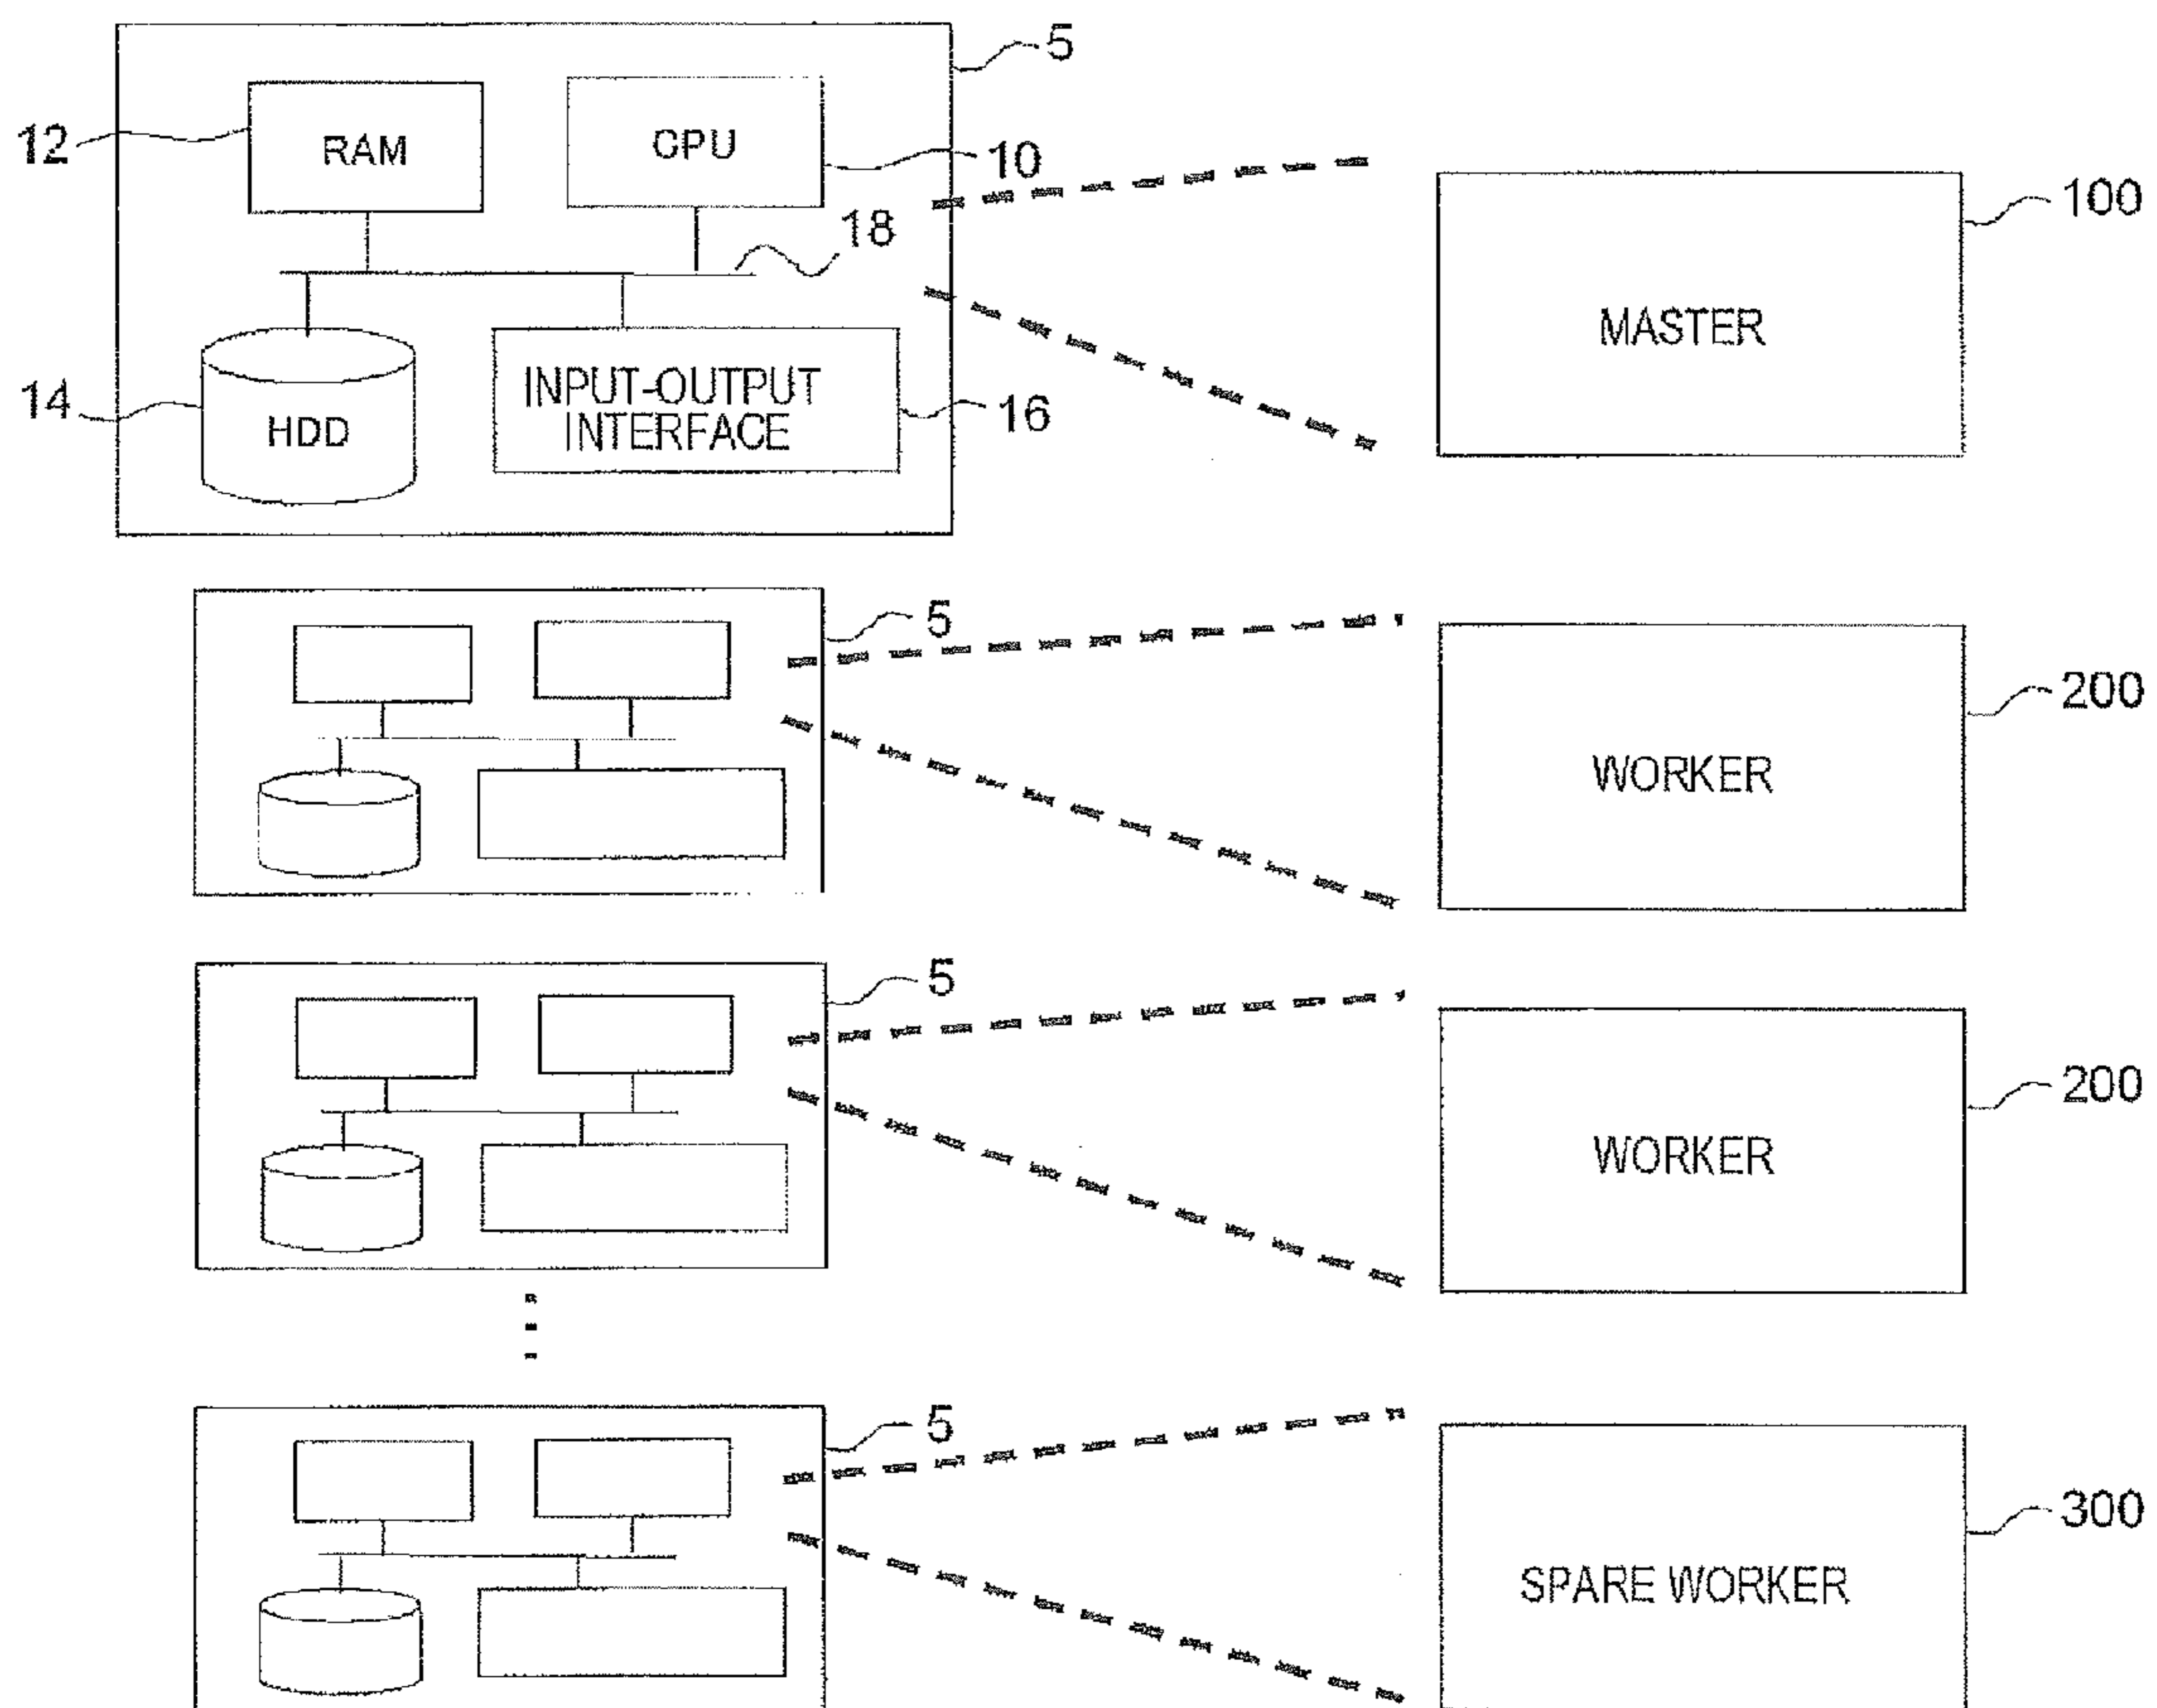 5
12
RAM
CPU
10
18
100
MASTER
14
HDD
INPUT-OUTPUT
INTERFACE
16
5
200
WORKER
5
200
WORKER
5
300
SPARE WORKER